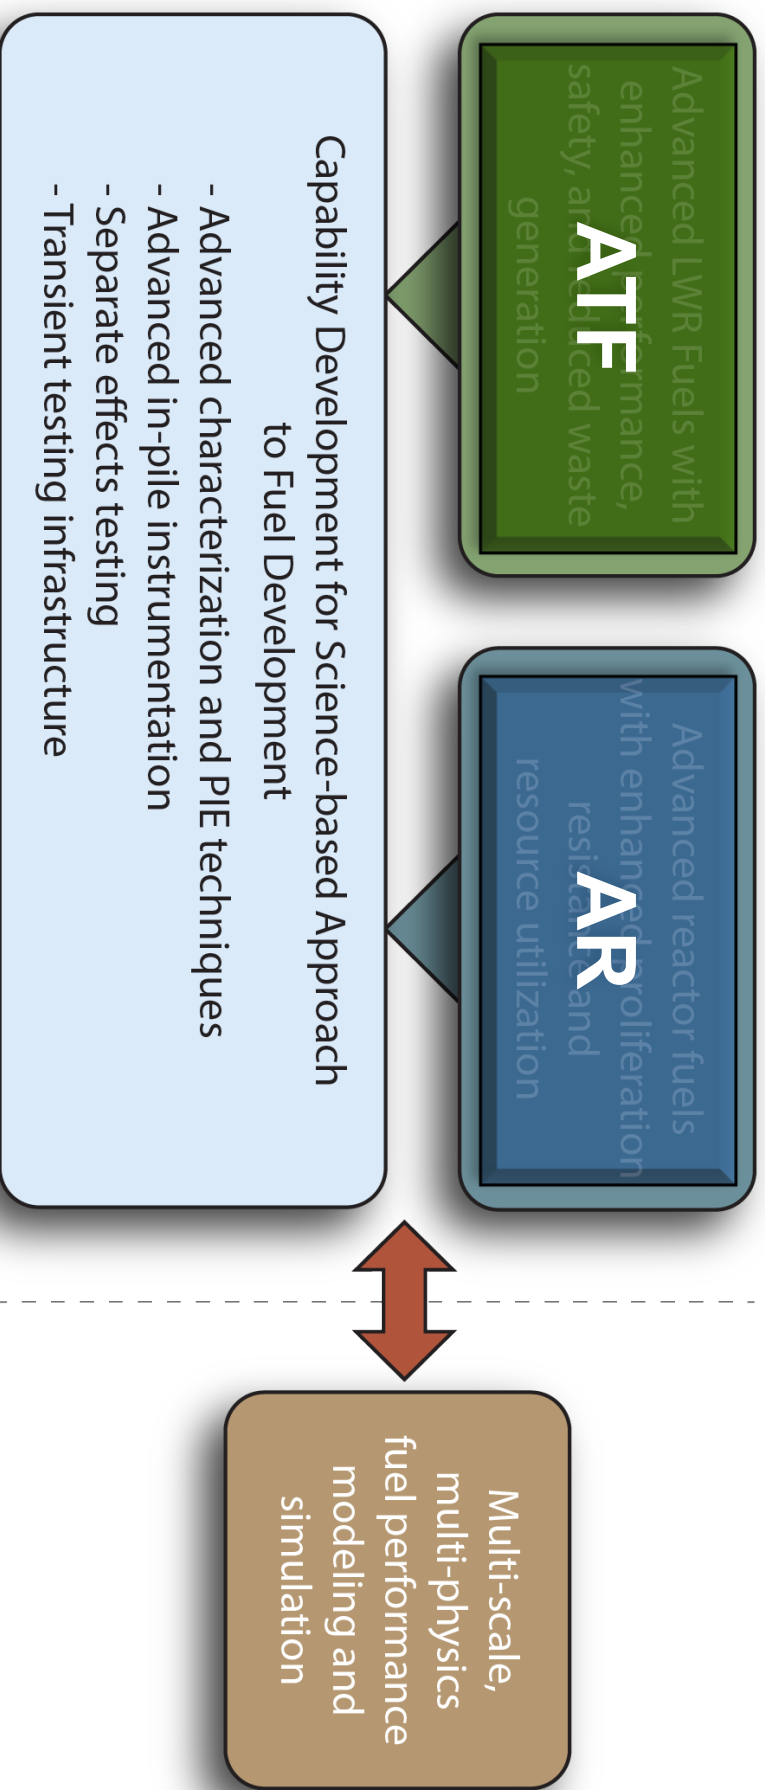 Advanced LWR Fuels with
enhanced performance,
safety, and reduced waste
generation
ATF
Advanced reactor fuels
with enhanced proliferation
resistance and
resource utilization
AR
Capability Development for Science-based Approach
to Fuel Development
- Advanced characterization and PIE techniques
- Advanced in-pile instrumentation
- Separate effects testing
- Transient testing infrastructure
Multi-scale,
multi-physics
fuel performance
modeling and
simulation